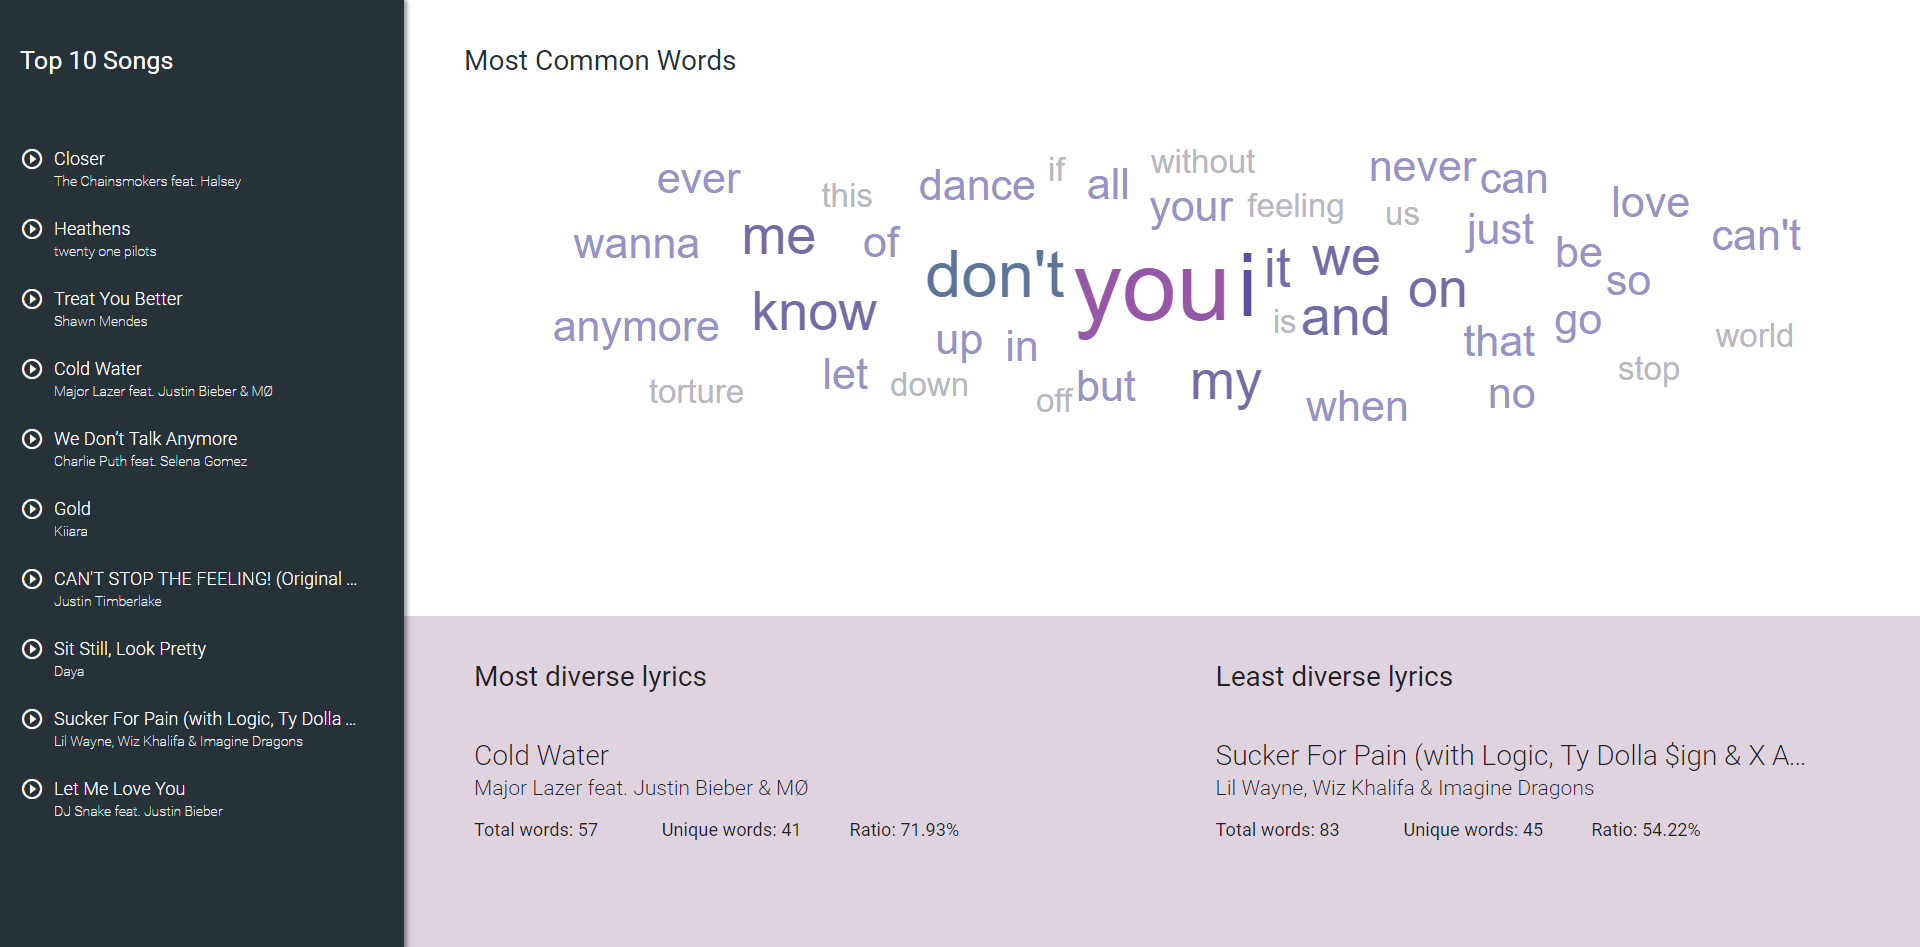 Top 10 Songs
Closer
The Chainsmokers feat. Halsey
Heathens
twenty one pilots
Treat You Better
Shawn Mendes
Cold Water
Major Lazer feat. Justin Bieber & MØ
We Don’t Talk Anymore
Charlie Puth feat. Selena Gomez
Gold
Kiiara
CAN'T STOP THE FEELING! (Original ...
Justin Timberlake
Sit Still, Look Pretty
Daya
Sucker For Pain (with Logic, Ty Dolla ...
Lil Wayne, Wiz Khalifa & Imagine Dragons
Let Me Love You
DJ Snake feat. Justin Bieber
Most Common Words
ever
this
dance
if
all
without
never
can
love
wanna
me
of
your
feeling
us
just
be
can't
don't
you
i
it
we
on
so
anymore
know
up
in
is
and
that
go
world
torture
let
down
off
but
my
when
no
stop
Most diverse lyrics
Cold Water
Major Lazer feat. Justin Bieber & MØ
Total words: 57 Unique words: 41 Ratio: 71.93%
Least diverse lyrics
Sucker For Pain (with Logic, Ty Dolla $ign & X A...
Lil Wayne, Wiz Khalifa & Imagine Dragons
Total words: 83 Unique words: 45 Ratio: 54.22%